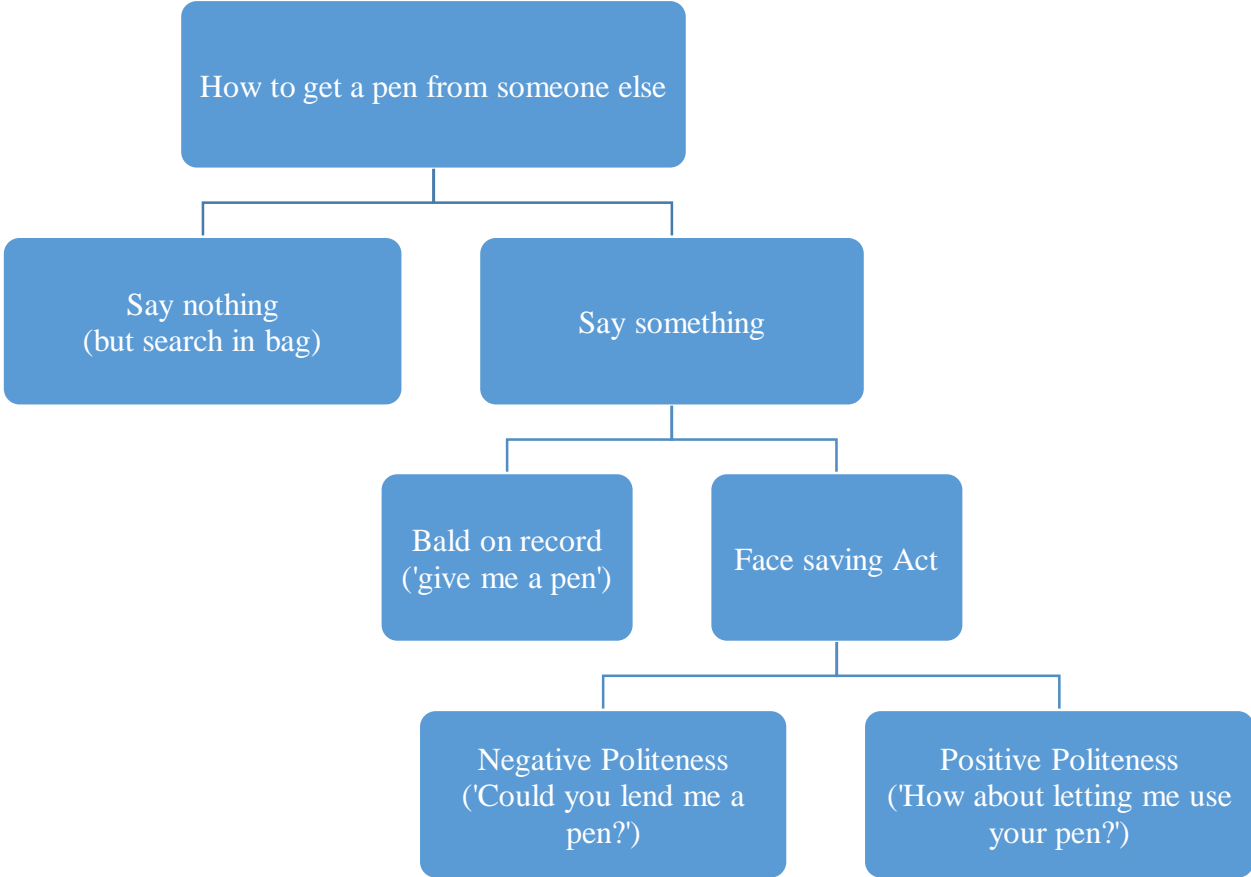 How to get a pen from someone else
Say nothing
(but search in bag)
Say something
Bald on record
('give me a pen')
Face saving Act
Negative Politeness
('Could you lend me a
pen?')
Positive Politeness
('How about letting me use
your pen?')